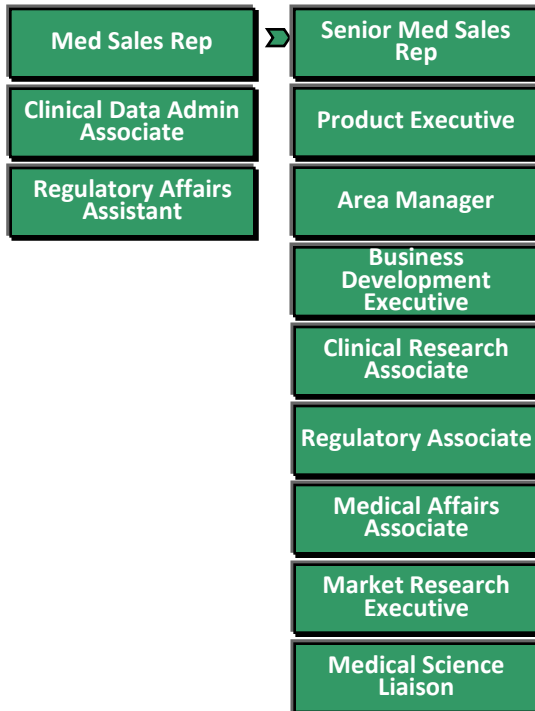 Med Sales Rep
Clinical Data Admin
Associate
Regulatory Affairs
Assistant
Senior Med Sales
Rep
Product Executive
Area Manager
Business
Development
Executive
Clinical Research
Associate
Regulatory Associate
Medical Affairs
Associate
Market Research
Executive
Medical Science
Liaison